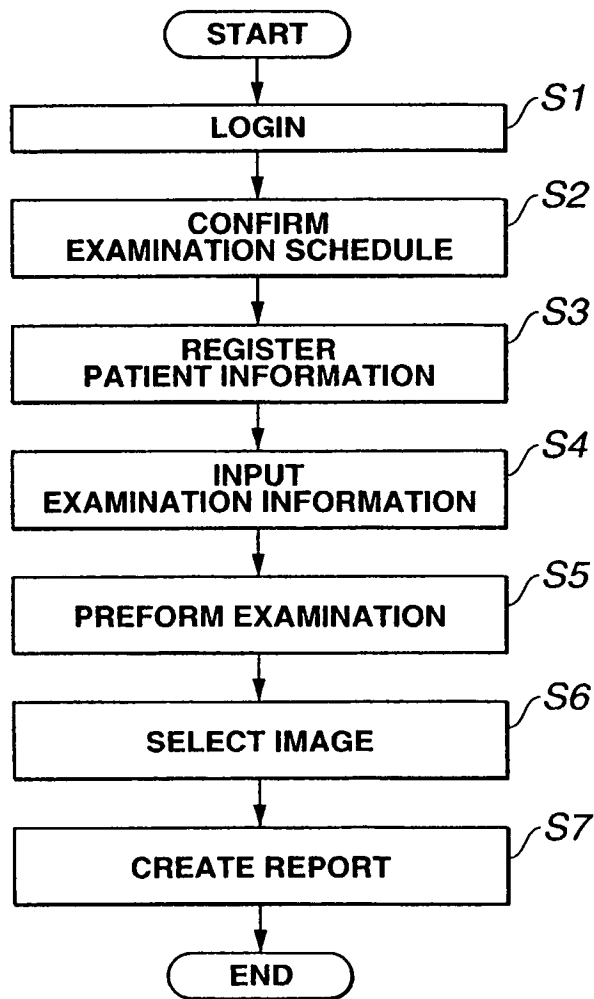 START
LOGIN
S1
CONFIRM
EXAMINATION SCHEDULE
S2
REGISTER
PATIENT INFORMATION
S3
INPUT
EXAMINATION INFORMATION
S4
PREFORM EXAMINATION
S5
SELECT IMAGE
S6
CREATE REPORT
S7
END